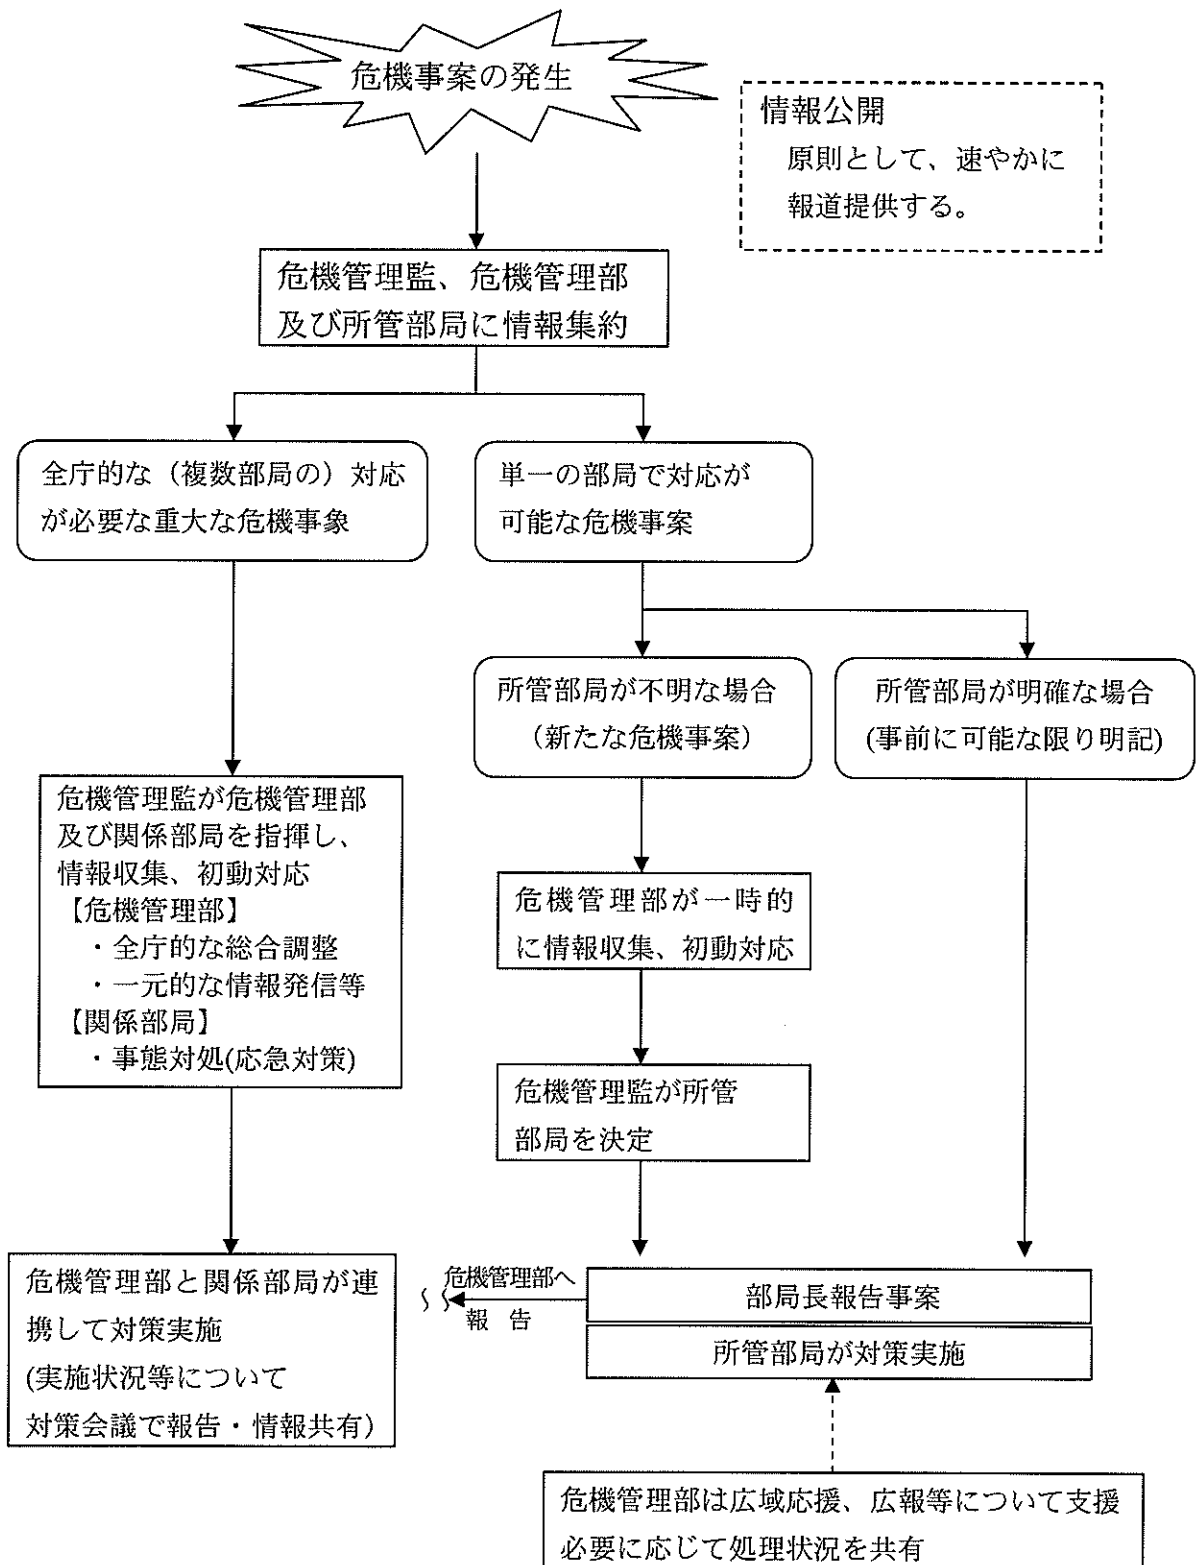 危機事案の発生
情報公開
原則として、速やかに
報道提供する。
危機管理監、危機管理部
及び所管部局に情報集約
全庁的な（複数部局の）対応
が必要な重大な危機事象
単一の部局で対応が
可能な危機事案
所管部局が不明な場合
（新たな危機事案）
所管部局が明確な場合
(事前に可能な限り明記)
危機管理監が危機管理部
及び関係部局を指揮し、
情報収集、初動対応
【危機管理部】
・全庁的な総合調整
・一元的な情報発信等
【関係部局】
・事態対処(応急対策)
危機管理部が一時的
に情報収集、初動対応
危機管理監が所管
部局を決定
危機管理部と関係部局が連
携して対策実施
(実施状況等について
対策会議で報告・情報共有）
危機管理部へ
報 告
部局長報告事案
所管部局が対策実施
危機管理部は広域応援、広報等について支援
必要に応じて処理状況を共有